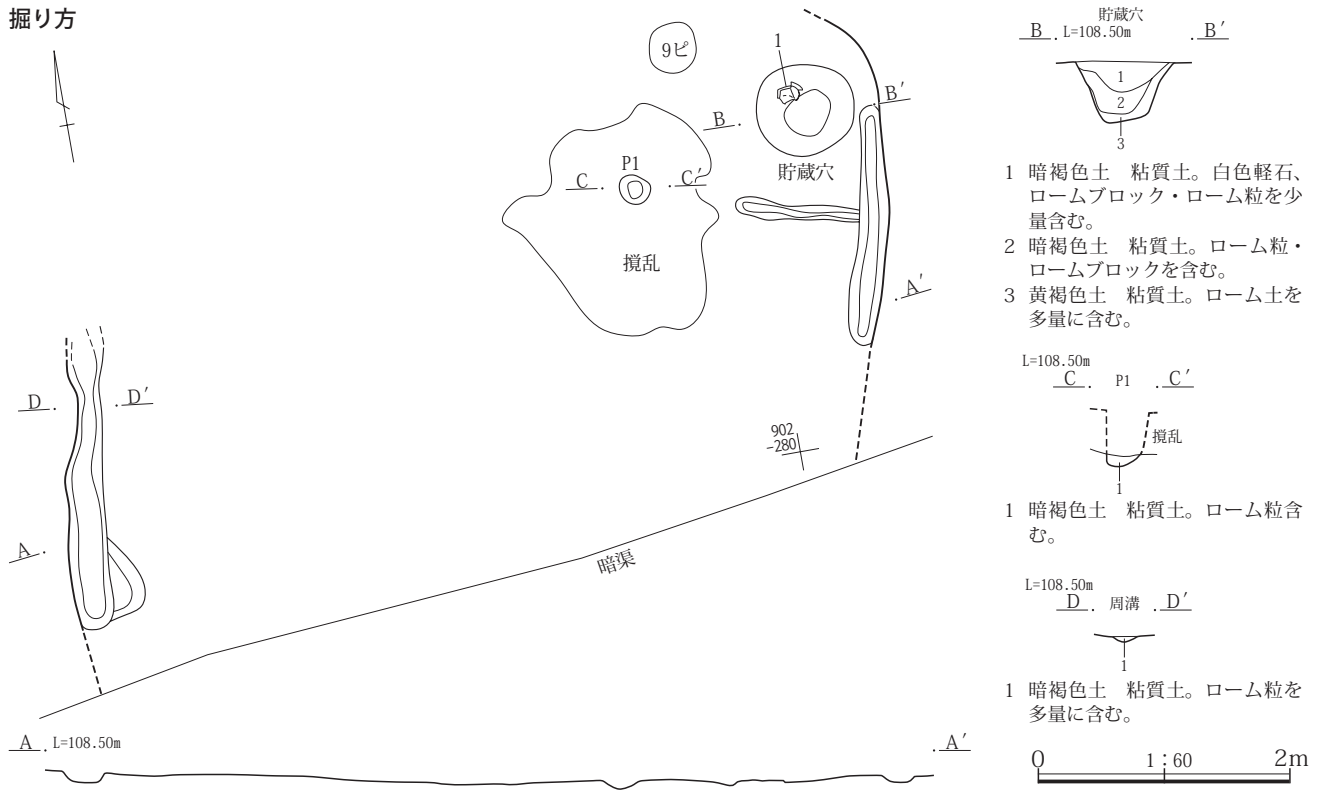 掘り方
9ピ
1
B . B′
P1
C . . C′
貯蔵穴
攪乱
. A′
D . . D′
902
-280
A .
暗渠
A . L=108.50m . A′
貯蔵穴
B . L=108.50m . B′
1
2
3
1 暗褐色土 粘質土。白色軽石、
ロームブロック・ローム粒を少
量含む。
2 暗褐色土 粘質土。ローム粒・
ロームブロックを含む。
3 黄褐色土 粘質土。ローム土を
多量に含む。
L=108.50m
C . P1 . C′
攪乱
1
1 暗褐色土 粘質土。ローム粒含
む。
L=108.50m
D . 周溝 . D′
1
1 暗褐色土 粘質土。ローム粒を
多量に含む。
0 1：60 2m